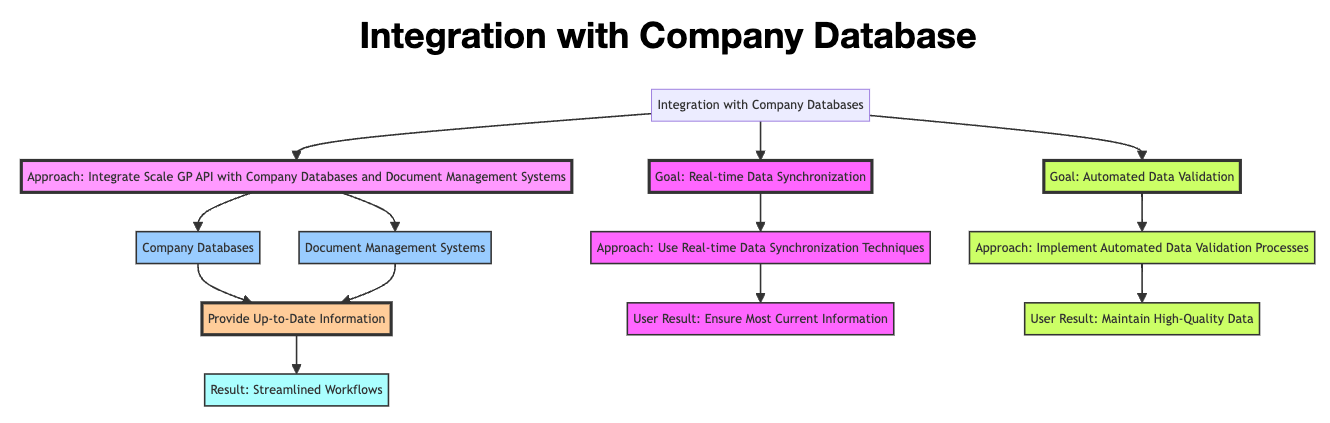 Integration with Company Database
Integration with Company Databases
Approach: Integrate Scale GP API with Company Databases and Document Management Systems
Goal: Real-time Data Synchronization
Goal: Automated Data Validation
Company Databases
Document Management Systems
Approach: Use Real-time Data Synchronization Techniques
Approach: Implement Automated Data Validation Processes
Provide Up-to-Date Information
User Result: Ensure Most Current Information
User Result: Maintain High-Quality Data
Result: Streamlined Workflows